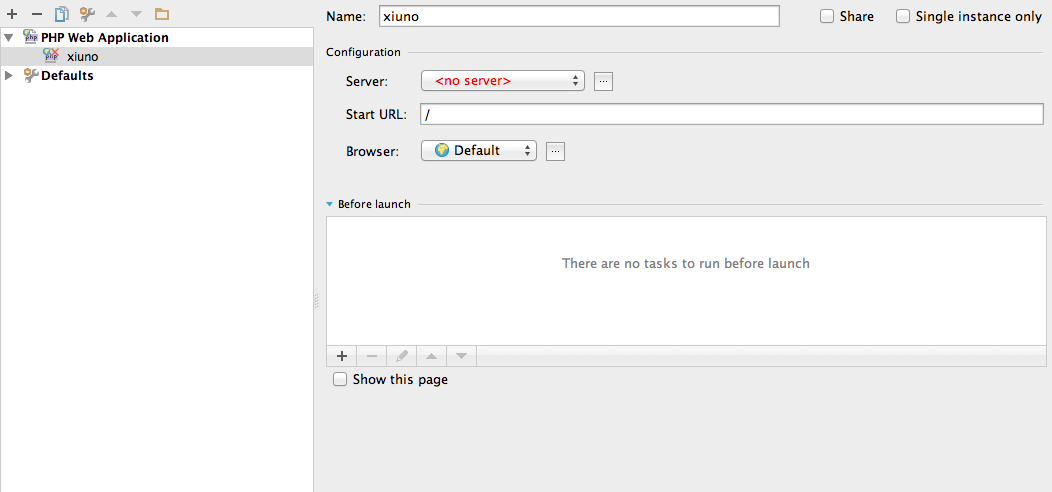 Name: xiuno Share Single instance only
PHP Web Application
xiuno
Defaults
Configuration
Server: <no server> ...
Start URL: /
Browser: Default ...
Before launch
There are no tasks to run before launch
Show this page